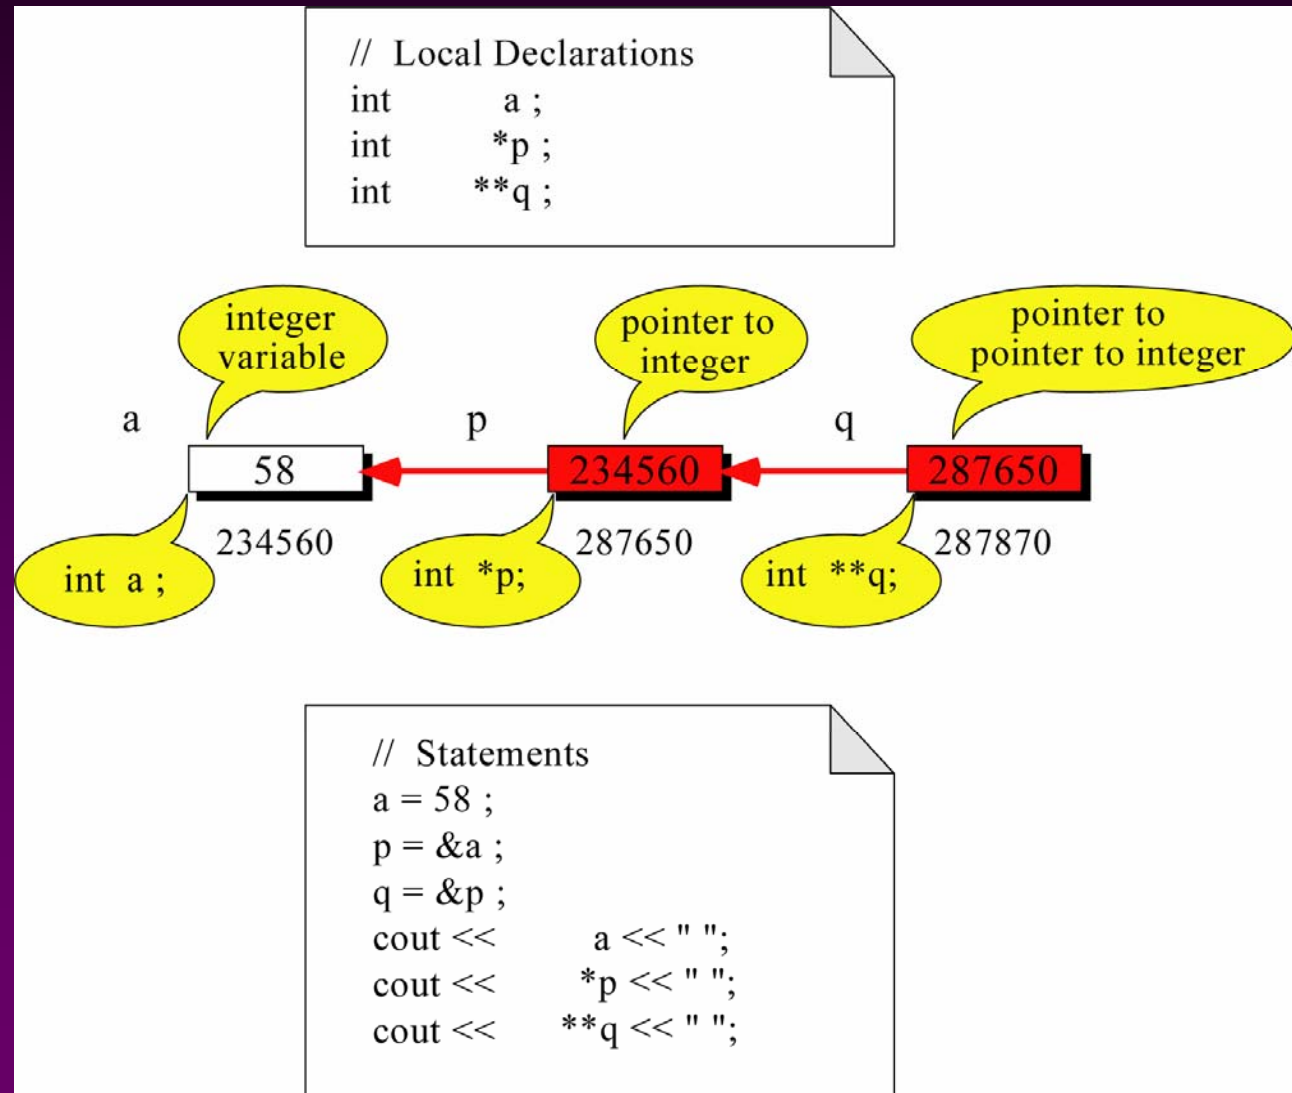 // Local Declarations
int a ;
int *p ;
int **q ;
integer
variable
pointer to
integer
pointer to
pointer to integer
a
p
q
58
234560
287650
234560
287650
287870
int a ;
int *p;
int **q;
// Statements
a = 58 ;
p = &a ;
q = &p ;
cout << a << " ";
cout << *p << " ";
cout << **q << " ";